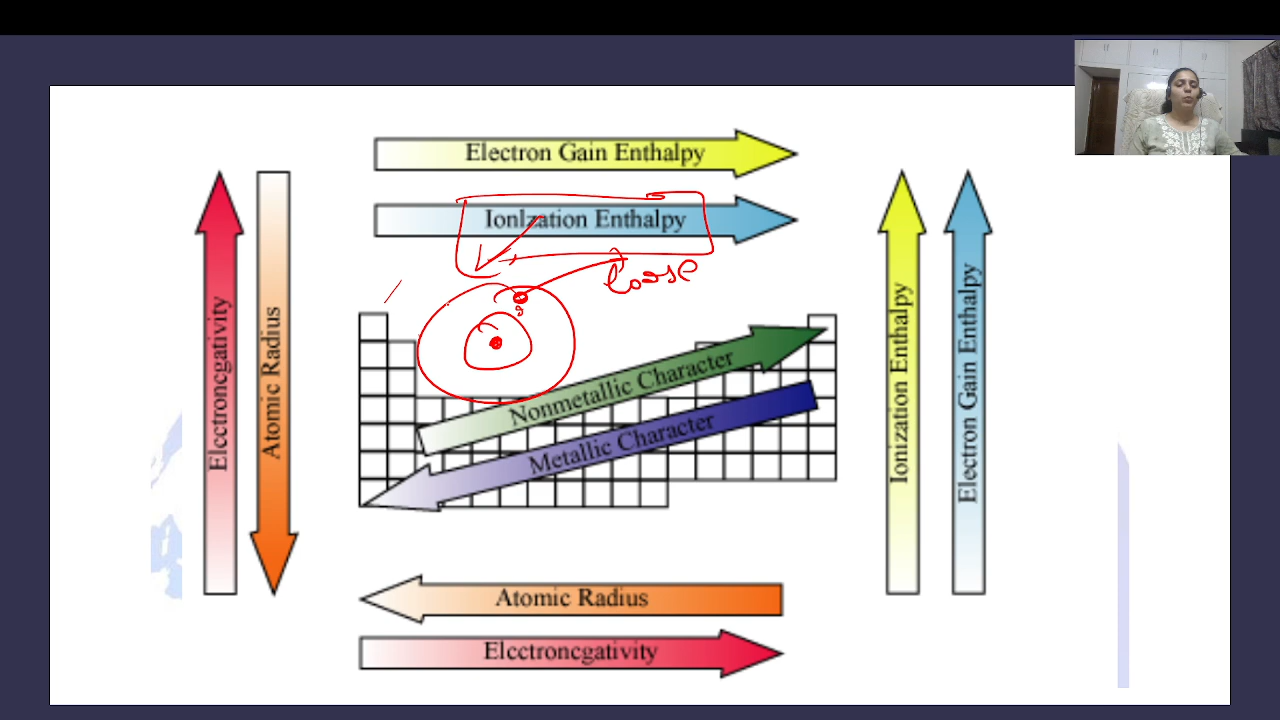 Electron Gain Enthalpy
IonIzation Enthalpy
loose
Electronegativity
Atomic Radius
Nonmetallic Character
Metallic Character
Ionization Enthalpy
Electron Gain Enthalpy
Atomic Radius
Electronegativity